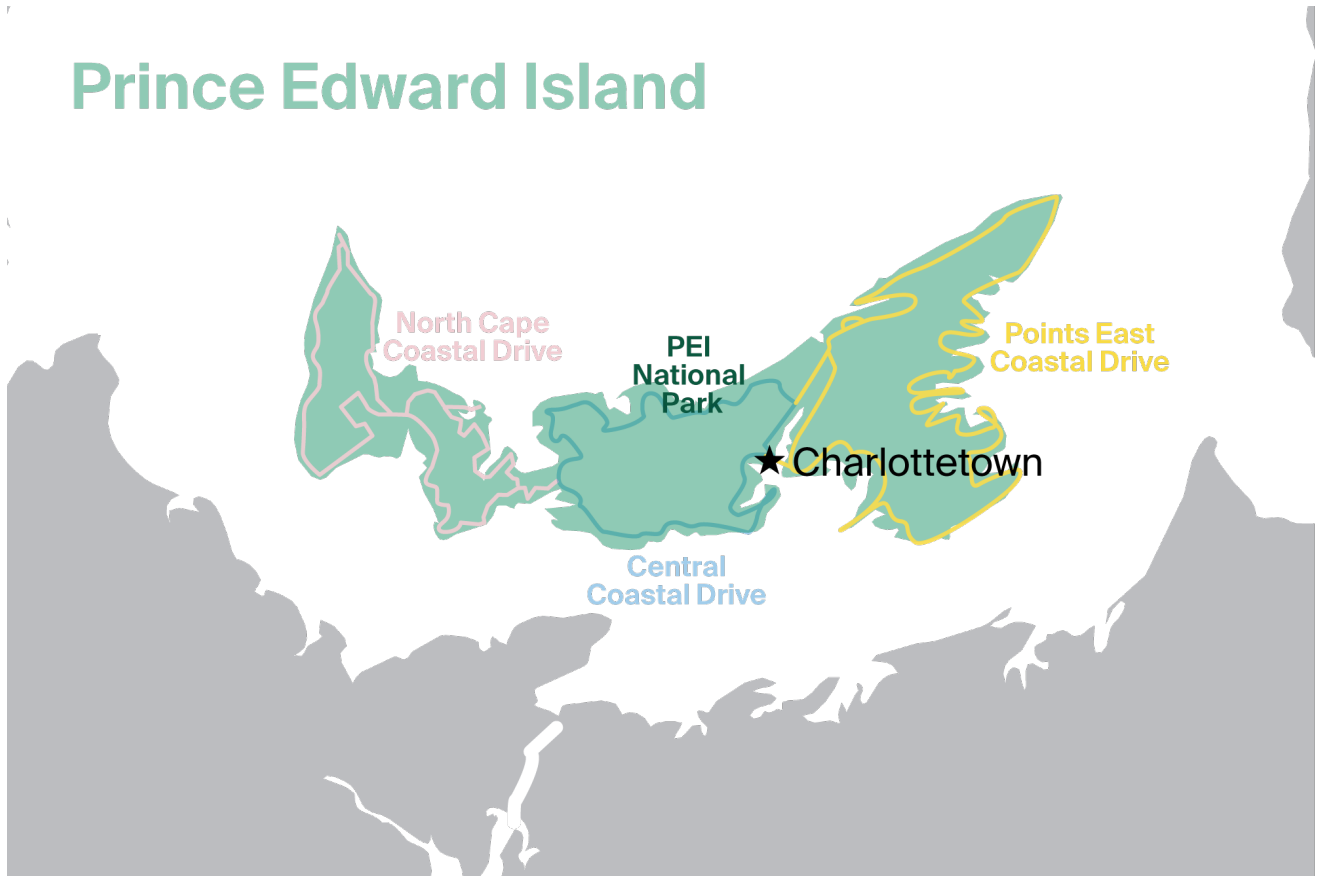 Prince Edward Island
North Cape
Coastal Drive
PEI
National
Park
Points East
Coastal Drive
Charlottetown
Central
Coastal Drive